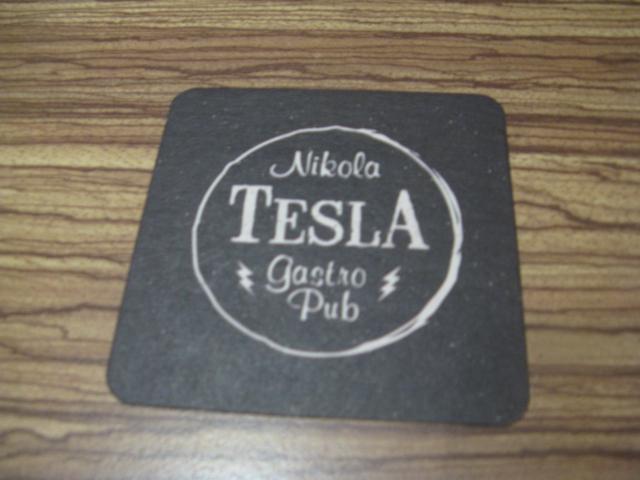 Nikola
TESLA
Gastro
Pub